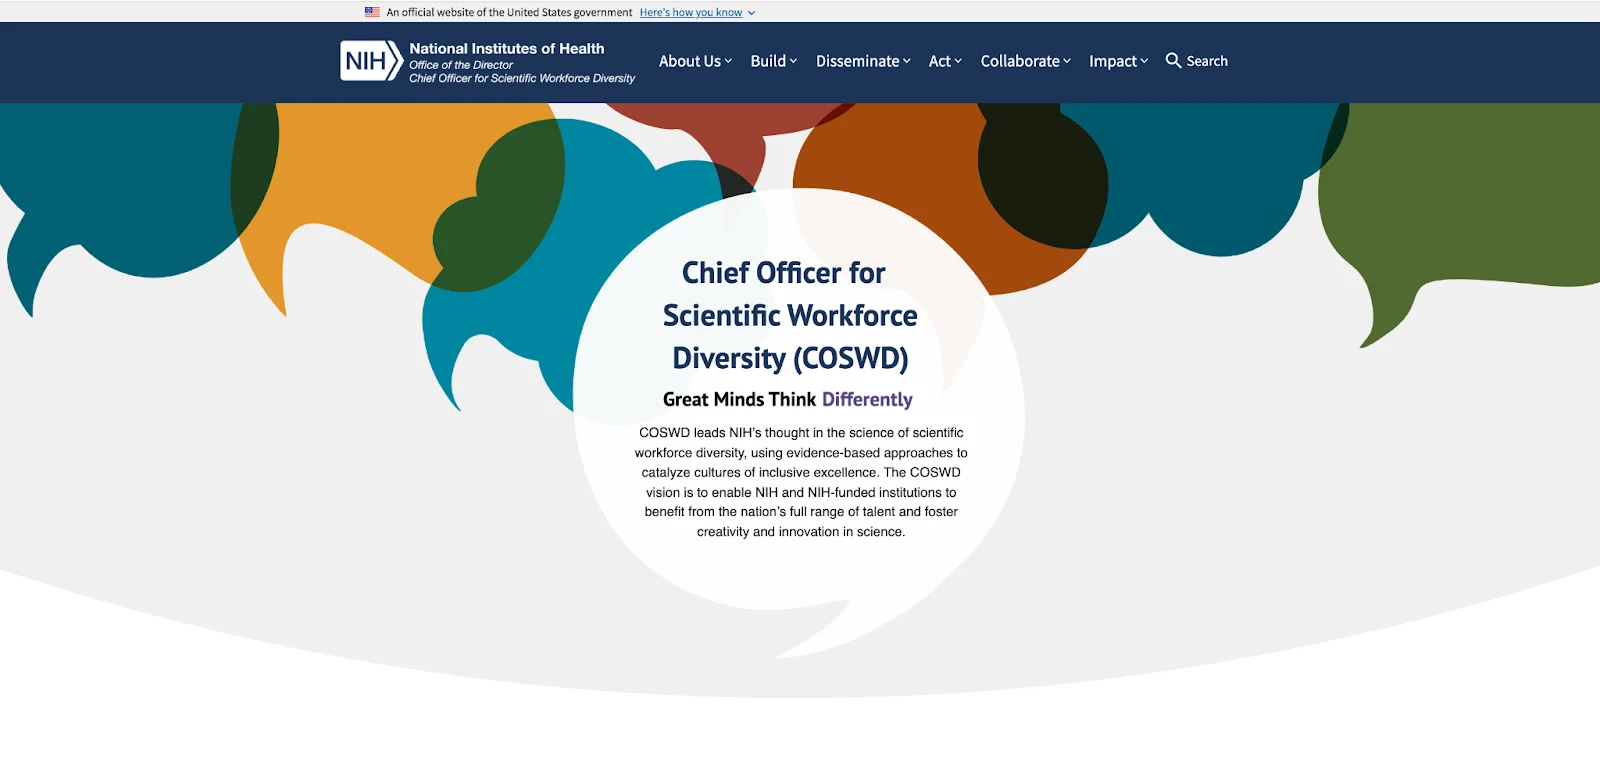 An official website of the United States government Here's how you know
NIH National Institutes of Health
Office of the Director
Chief Officer for Scientific Workforce Diversity
About Us Build Disseminate Act Collaborate Impact Search
Chief Officer for
Scientific Workforce
Diversity (COSWD)
Great Minds Think Differently
COSWD leads NIH’s thought in the science of scientific
workforce diversity, using evidence-based approaches to
catalyze cultures of inclusive excellence. The COSWD
vision is to enable NIH and NIH-funded institutions to
benefit from the nation’s full range of talent and foster
creativity and innovation in science.